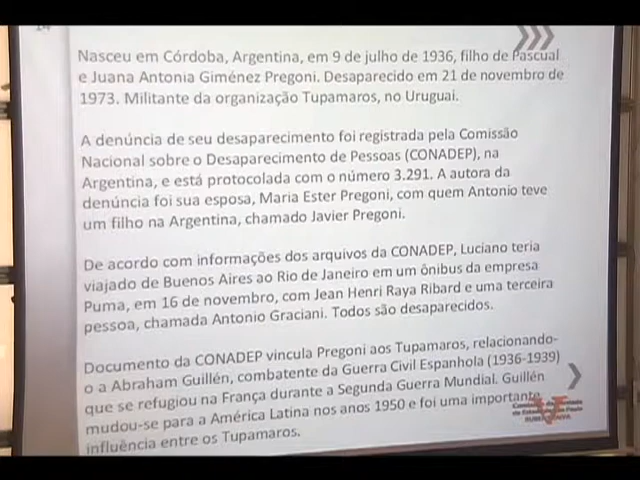 14
Nasceu em Córdoba, Argentina, em 9 de julho de 1936, filho de Pascual
e Juana Antonia Giménez Pregoni. Desaparecido em 21 de novembro de
1973. Militante da organização Tupamaros, no Uruguai.
A denúncia de seu desaparecimento foi registrada pela Comissão
Nacional sobre o Desaparecimento de Pessoas (CONADEP), na
Argentina, e está protocolada com o número 3.291. A autora da
denúncia foi sua esposa, Maria Ester Pregoni, com quem Antonio teve
um filho na Argentina, chamado Javier Pregoni.
De acordo com informações dos arquivos da CONADEP, Luciano teria
viajado de Buenos Aires ao Rio de Janeiro em um ônibus da empresa
Puma, em 16 de novembro, com Jean Henri Raya Ribard e uma terceira
pessoa, chamada Antonio Graciani. Todos são desaparecidos.
Documento da CONADEP vincula Pregoni aos Tupamaros, relacionando-
o a Abraham Guillén, combatente da Guerra Civil Espanhola (1936-1939)
que se refugiou na França durante a Segunda Guerra Mundial. Guillén
mudou-se para a América Latina nos anos 1950 e foi uma importante
influência entre os Tupamaros.